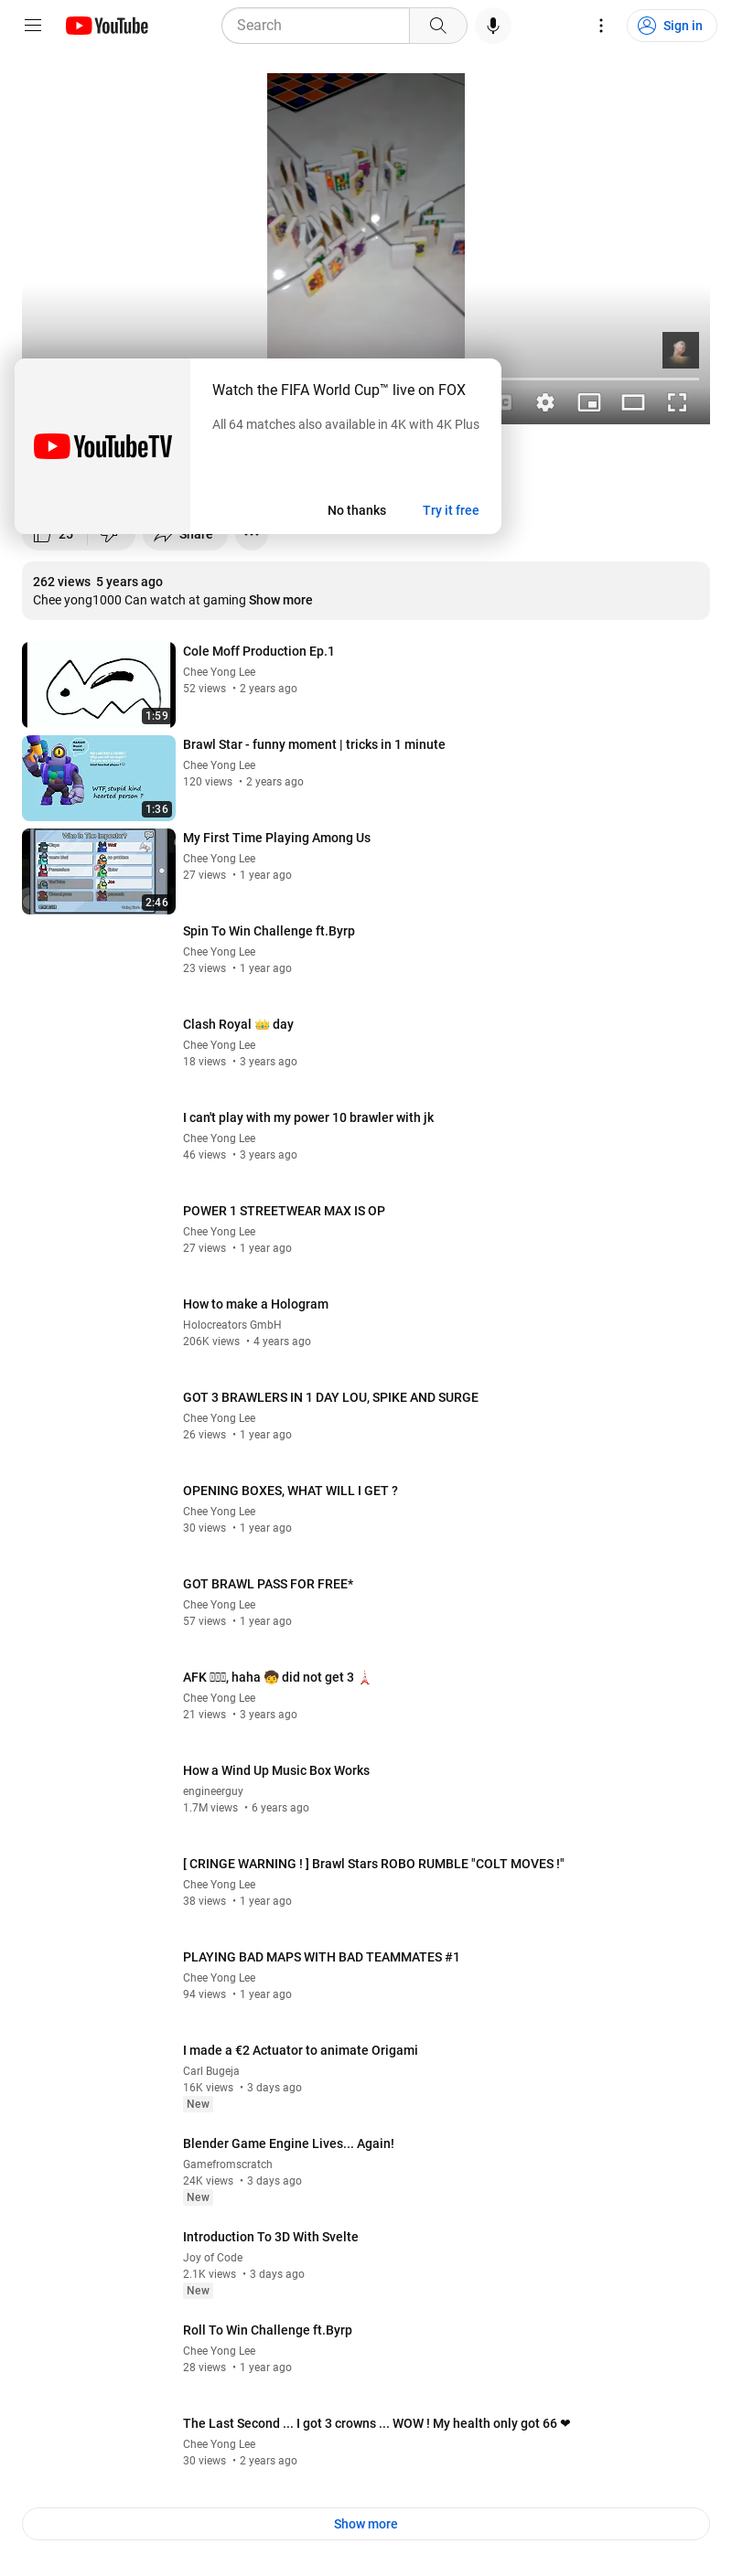 YouTube
Search
Sign in
Watch the FIFA World Cup™ live on FOX
All 64 matches also available in 4K with 4K Plus
YouTubeTV
No thanks
Try it free
25
Share
262 views 5 years ago
Chee yong1000 Can watch at gaming Show more
Cole Moff Production Ep.1
Chee Yong Lee
52 views • 2 years ago
1:59
Brawl Star - funny moment | tricks in 1 minute
Chee Yong Lee
120 views • 2 years ago
WTF, stupid kind
hearted person ?
1:36
My First Time Playing Among Us
Chee Yong Lee
27 views • 1 year ago
Who Is The Impostor?
2:46
Spin To Win Challenge ft.Byrp
Chee Yong Lee
23 views • 1 year ago
Clash Royal 👑 day
Chee Yong Lee
18 views • 3 years ago
I can't play with my power 10 brawler with jk
Chee Yong Lee
46 views • 3 years ago
POWER 1 STREETWEAR MAX IS OP
Chee Yong Lee
27 views • 1 year ago
How to make a Hologram
Holocreators GmbH
206K views • 4 years ago
GOT 3 BRAWLERS IN 1 DAY LOU, SPIKE AND SURGE
Chee Yong Lee
26 views • 1 year ago
OPENING BOXES, WHAT WILL I GET ?
Chee Yong Lee
30 views • 1 year ago
GOT BRAWL PASS FOR FREE*
Chee Yong Lee
57 views • 1 year ago
AFK , haha 🧒 did not get 3 🗼
Chee Yong Lee
21 views • 3 years ago
How a Wind Up Music Box Works
engineerguy
1.7M views • 6 years ago
[ CRINGE WARNING ! ] Brawl Stars ROBO RUMBLE "COLT MOVES !"
Chee Yong Lee
38 views • 1 year ago
PLAYING BAD MAPS WITH BAD TEAMMATES #1
Chee Yong Lee
94 views • 1 year ago
I made a €2 Actuator to animate Origami
Carl Bugeja
16K views • 3 days ago
New
Blender Game Engine Lives... Again!
Gamefromscratch
24K views • 3 days ago
New
Introduction To 3D With Svelte
Joy of Code
2.1K views • 3 days ago
New
Roll To Win Challenge ft.Byrp
Chee Yong Lee
28 views • 1 year ago
The Last Second ... I got 3 crowns ... WOW ! My health only got 66 ❤
Chee Yong Lee
30 views • 2 years ago
Show more